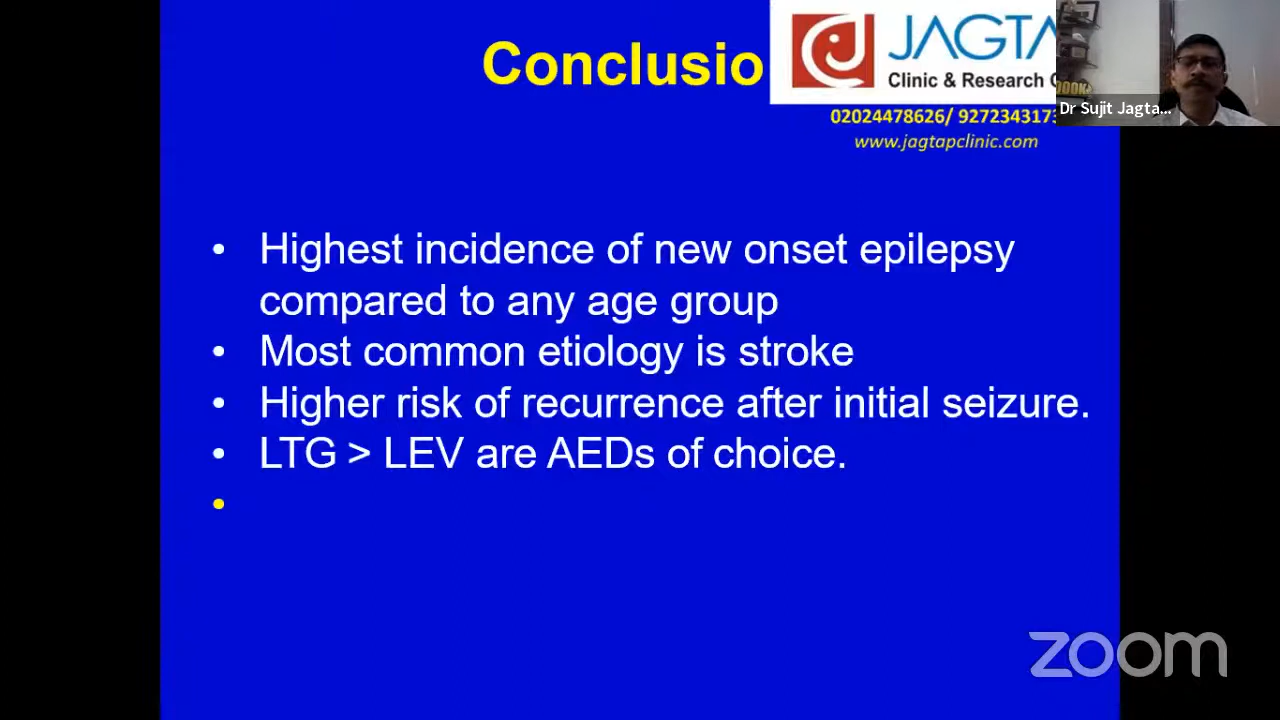 Conclusio
JAGTA
Clinic & Research C
02024478626/ 9272343173
www.jagtapclinic.com
Dr Sujit Jagta...
• Highest incidence of new onset epilepsy
compared to any age group
• Most common etiology is stroke
• Higher risk of recurrence after initial seizure.
• LTG > LEV are AEDs of choice.
•
zoom